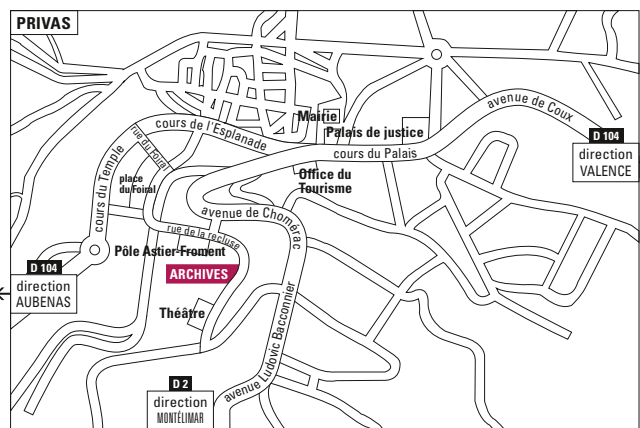 PRIVAS
avenue de Coux
Mairie
cours de l'Esplanade
Palais de justice
D 104
direction
VALENCE
cours du Palais
rue du Foiral
Office du
Tourisme
place
du Foiral
cours du Temple
avenue de Chomérac
rue de la recluse
Pôle Astier-Froment
D 104
direction
AUBENAS
ARCHIVES
Théâtre
avenue Ludovic Bacconnier
D 2
direction
MONTÉLIMAR